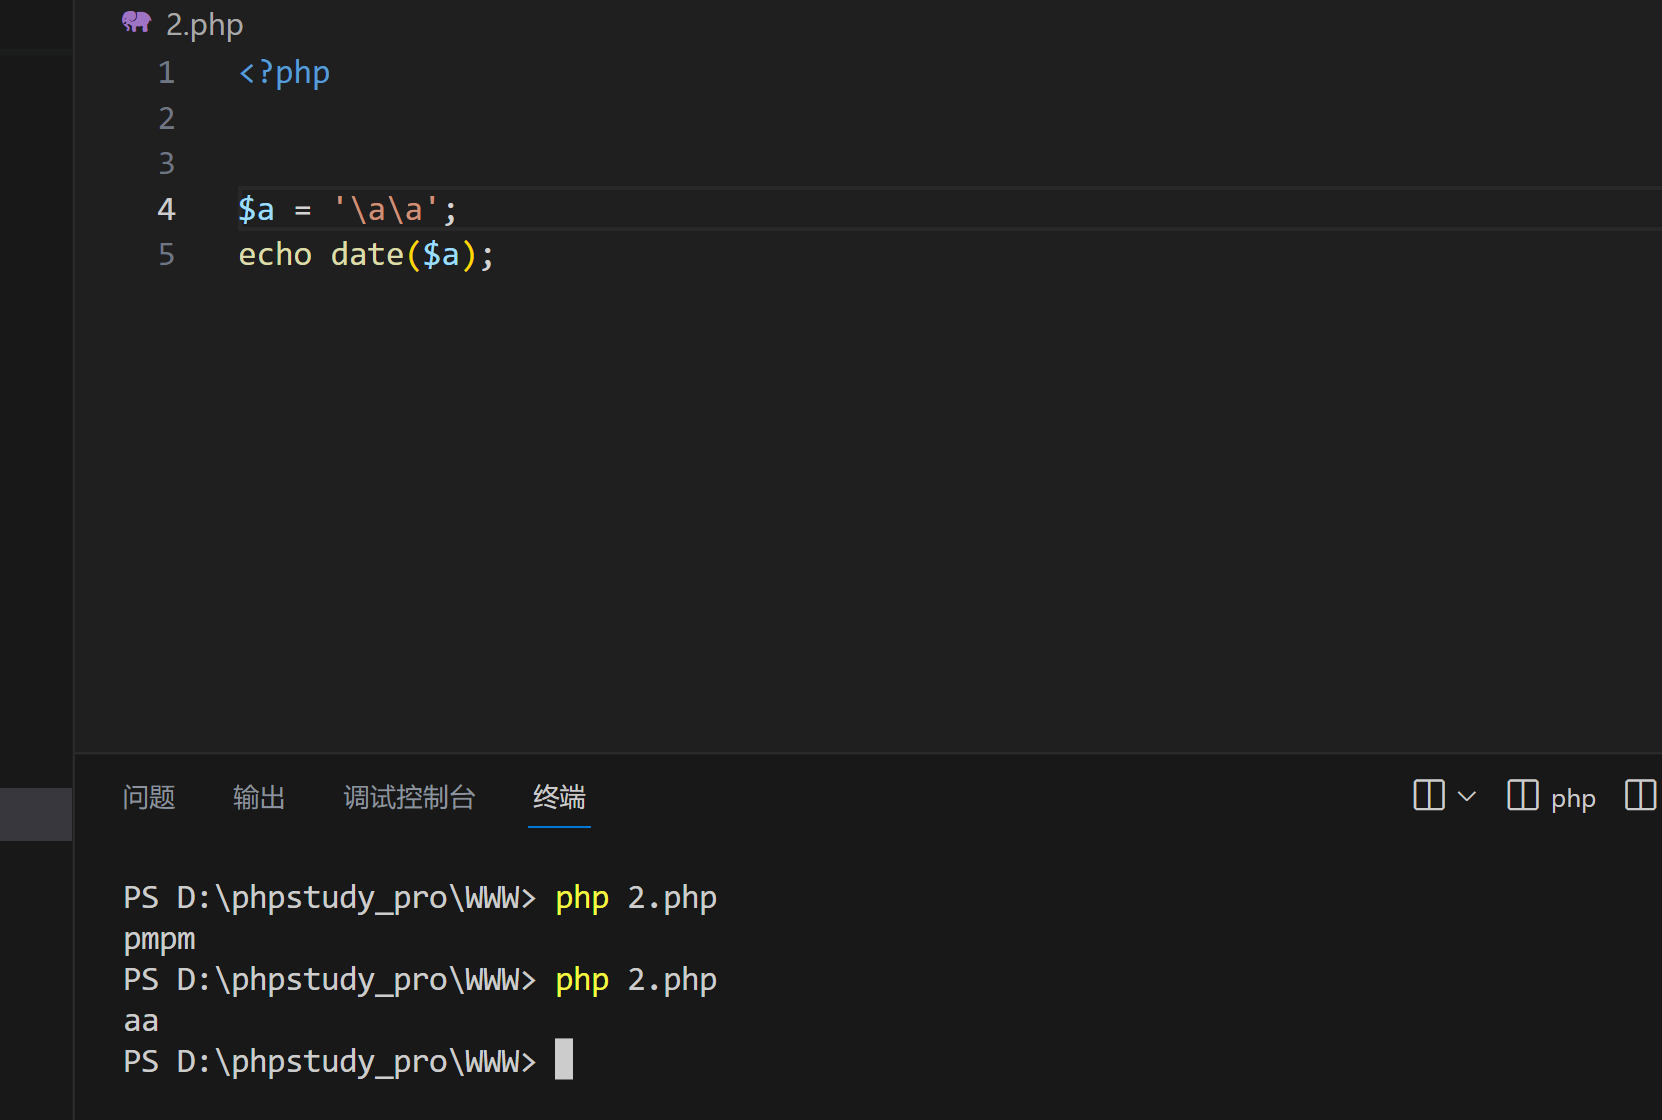 2.php
1 <?php
2
3
4 $a = '\a\a';
5 echo date($a);
问题 输出 调试控制台 终端 php
PS D:\phpstudy_pro\WWW> php 2.php
pmpm
PS D:\phpstudy_pro\WWW> php 2.php
aa
PS D:\phpstudy_pro\WWW>